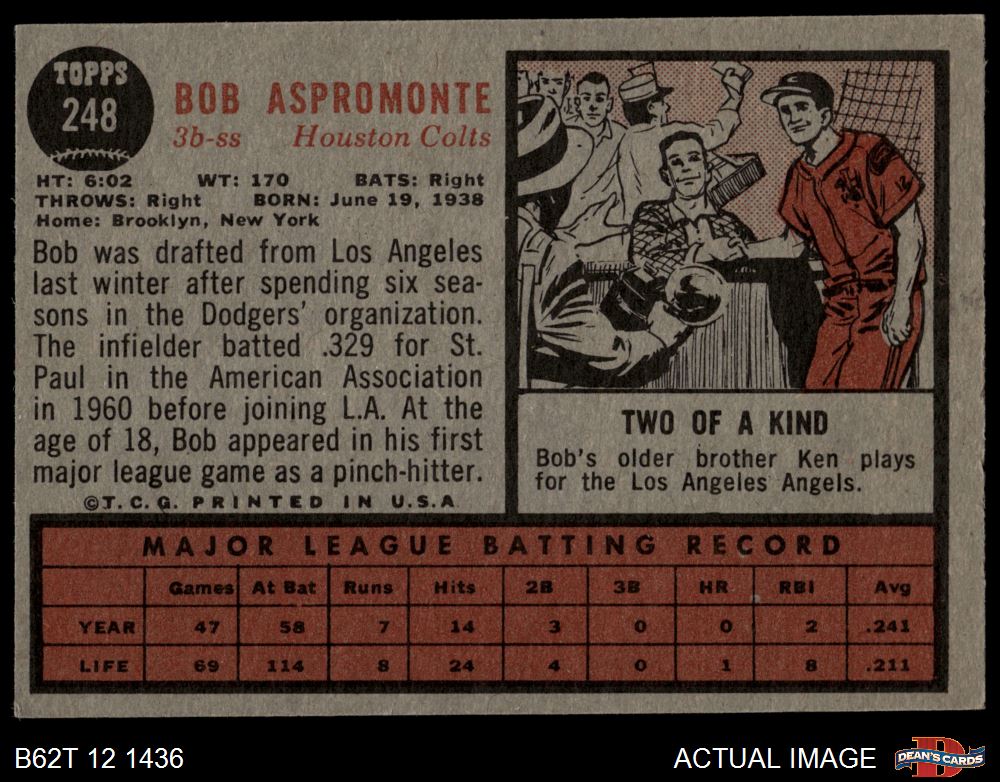 TOPPS
248
BOB ASPROMONTE
3b-ss Houston Colts
HT: 6:02 WT: 170 BATS: Right
THROWS: Right BORN: June 19, 1938
Home: Brooklyn, New York
Bob was drafted from Los Angeles
last winter after spending six sea-
sons in the Dodgers' organization.
The infielder batted .329 for St.
Paul in the American Association
in 1960 before joining L.A. At the
age of 18, Bob appeared in his first
major league game as a pinch-hitter.
©T.C.G. PRINTED IN U.S.A.
TWO OF A KIND
Bob's older brother Ken plays
for the Los Angeles Angels.
MAJOR LEAGUE BATTING RECORD
Games At Bat Runs Hits 2B 3B HR RBI Avg
YEAR 47 58 7 14 3 0 0 2 .241
LIFE 69 114 8 24 4 0 1 8 .211
B62T 12 1436 ACTUAL IMAGE
D
DEAN'S CARDS